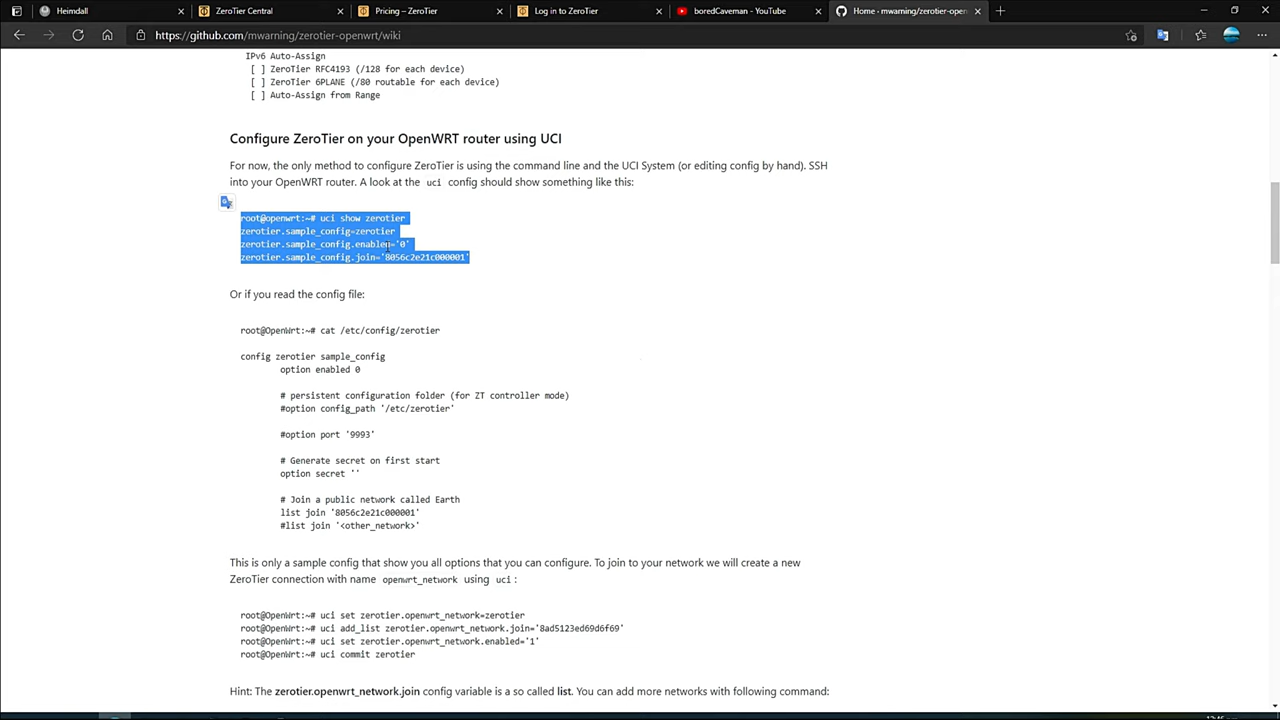 Heimdall
ZeroTier Central
Pricing – ZeroTier
Log in to ZeroTier
boredCaveman - YouTube
Home · mwarning/zerotier-open
https://github.com/mwarning/zerotier-openwrt/wiki
IPv6 Auto-Assign
[ ] ZeroTier RFC4193 (/128 for each device)
[ ] ZeroTier 6PLANE (/80 routable for each device)
[ ] Auto-Assign from Range
Configure ZeroTier on your OpenWRT router using UCI
For now, the only method to configure ZeroTier is using the command line and the UCI System (or editing config by hand). SSH
into your OpenWRT router. A look at the uci config should show something like this:
root@openwrt:~# uci show zerotier
zerotier.sample_config=zerotier
zerotier.sample_config.enabled='0'
zerotier.sample_config.join='8056c2e21c000001'
Or if you read the config file:
root@OpenWrt:~# cat /etc/config/zerotier
config zerotier sample_config
option enabled 0
# persistent configuration folder (for ZT controller mode)
#option config_path '/etc/zerotier'
#option port '9993'
# Generate secret on first start
option secret ''
# Join a public network called Earth
list join '8056c2e21c000001'
#list join '<other_network>'
This is only a sample config that show you all options that you can configure. To join to your network we will create a new
ZeroTier connection with name openwrt_network using uci :
root@OpenWrt:~# uci set zerotier.openwrt_network=zerotier
root@OpenWrt:~# uci add_list zerotier.openwrt_network.join='8ad5123ed69d6f69'
root@OpenWrt:~# uci set zerotier.openwrt_network.enabled='1'
root@OpenWrt:~# uci commit zerotier
Hint: The zerotier.openwrt_network.join config variable is a so called list. You can add more networks with following command: